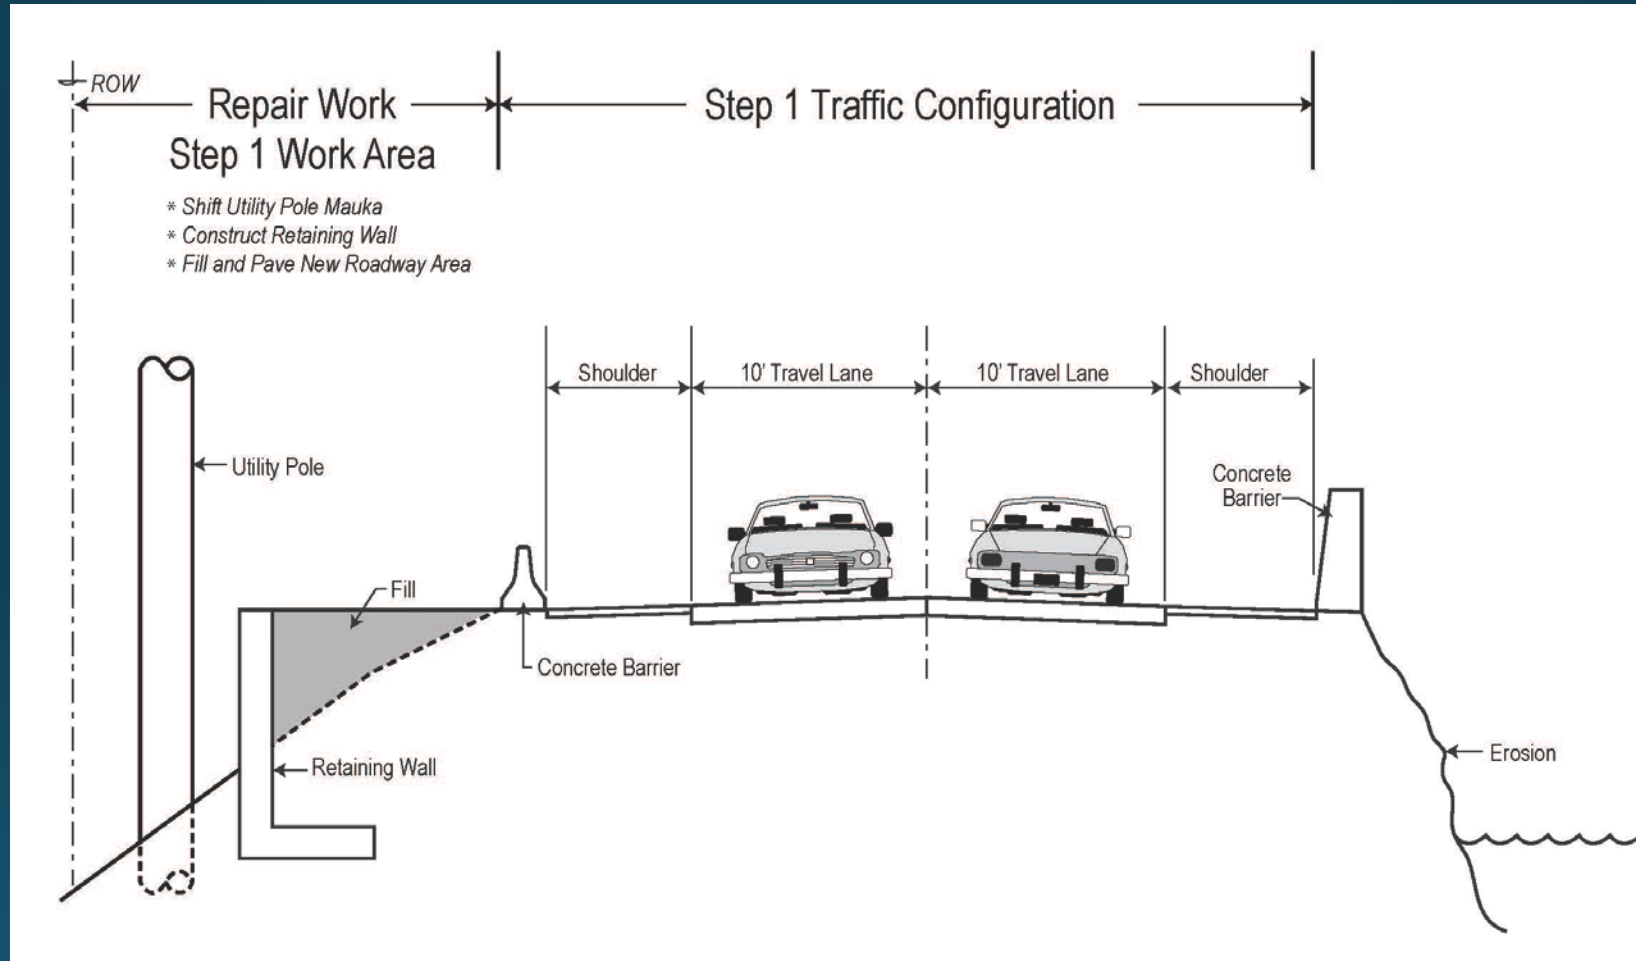 ROW
Repair Work
Step 1 Work Area
* Shift Utility Pole Mauka
* Construct Retaining Wall
* Fill and Pave New Roadway Area
Step 1 Traffic Configuration
Shoulder
10' Travel Lane
10' Travel Lane
Shoulder
Utility Pole
Concrete
Barrier
Fill
Concrete Barrier
Retaining Wall
Erosion